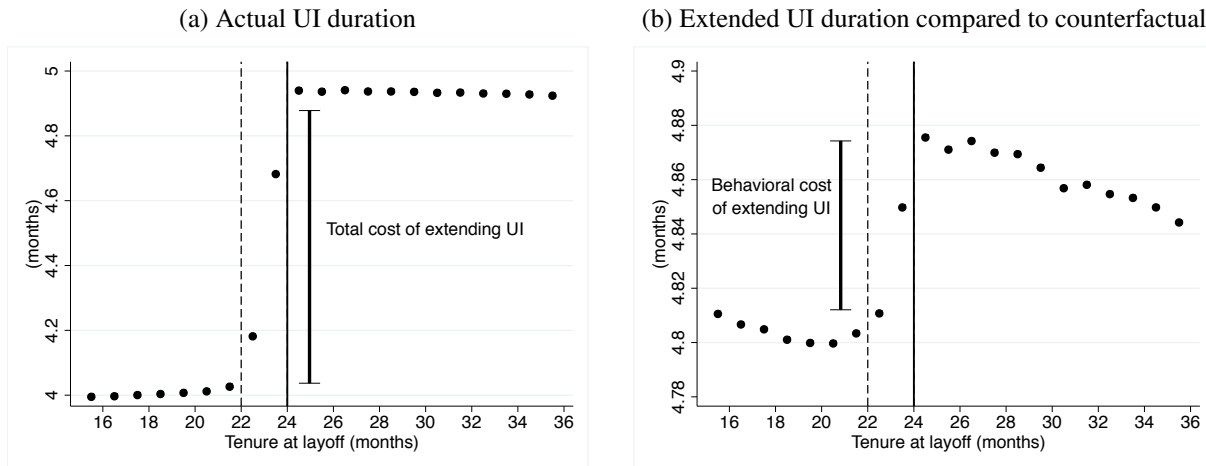 (a) Actual UI duration
(months)
5
4.8
4.6
4.4
4.2
4
Total cost of extending UI
16 18 20 22 24 26 28 30 32 34 36
Tenure at layoff (months)
(b) Extended UI duration compared to counterfactual
(months)
4.9
4.88
4.86
4.84
4.82
4.8
4.78
Behavioral cost
of extending UI
16 18 20 22 24 26 28 30 32 34 36
Tenure at layoff (months)